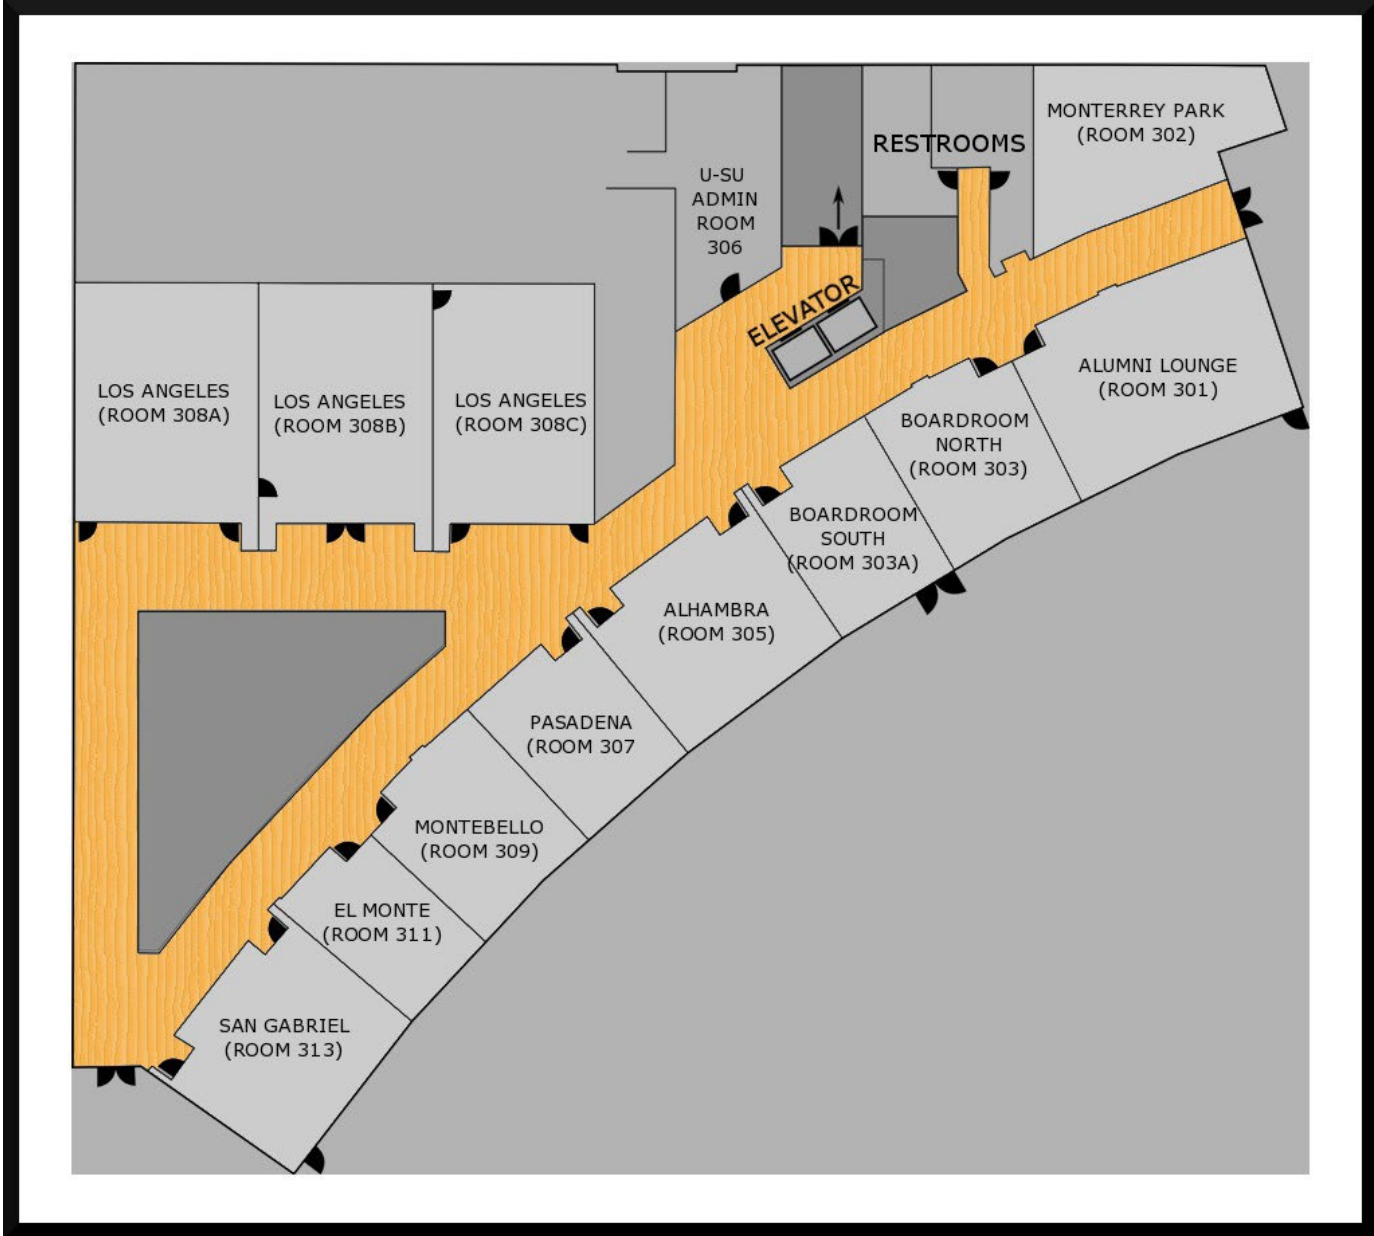 MONTERREY PARK
(ROOM 302)
RESTROOMS
U-SU
ADMIN
ROOM
306
ELEVATOR
ALUMNI LOUNGE
(ROOM 301)
LOS ANGELES
(ROOM 308A)
LOS ANGELES
(ROOM 308B)
LOS ANGELES
(ROOM 308C)
BOARDROOM
NORTH
(ROOM 303)
BOARDROOM
SOUTH
(ROOM 303A)
ALHAMBRA
(ROOM 305)
PASADENA
(ROOM 307
MONTEBELLO
(ROOM 309)
EL MONTE
(ROOM 311)
SAN GABRIEL
(ROOM 313)